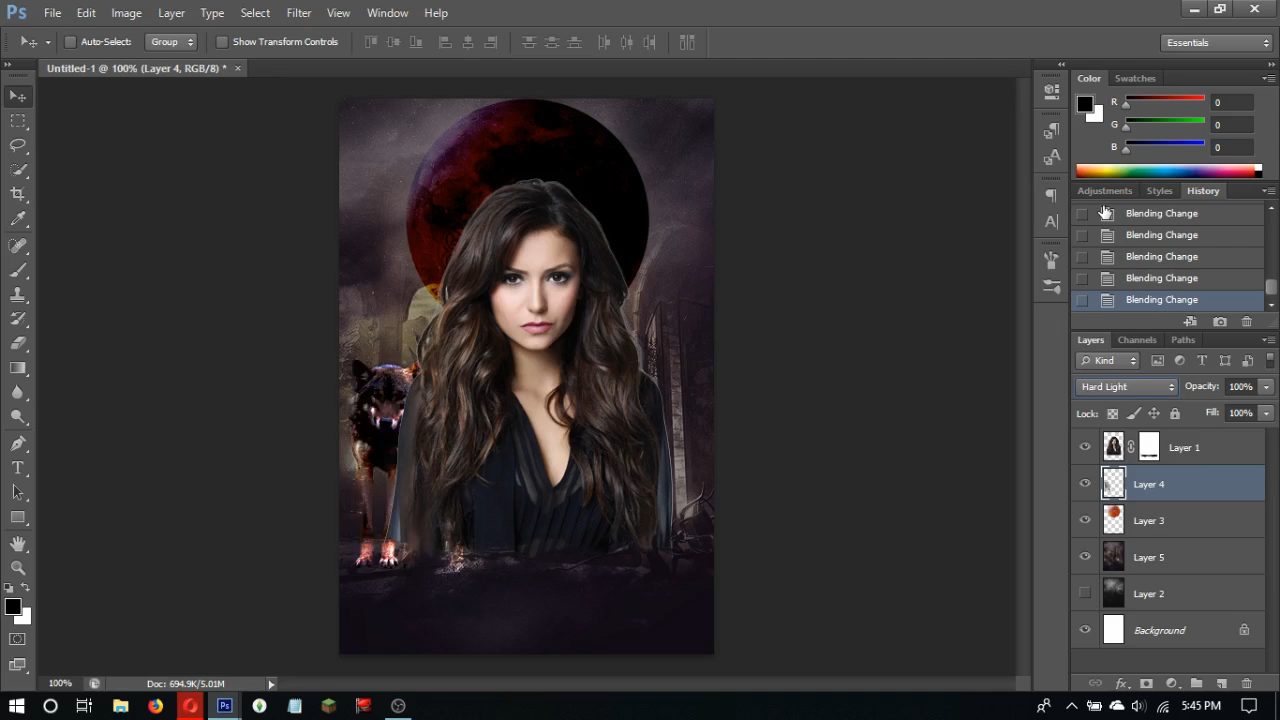 Ps File Edit Image Layer Type Select Filter View Window Help
Auto-Select: Group Show Transform Controls Essentials
Untitled-1 @ 100% (Layer 4, RGB/8) * ×
Color Swatches
R 0
G 0
B 0
Adjustments Styles History
Blending Change
Blending Change
Blending Change
Blending Change
Blending Change
Layers Channels Paths
Kind T
Hard Light Opacity: 100%
Lock: Fill: 100%
Layer 1
Layer 4
Layer 3
Layer 5
Layer 2
Background
100% Doc: 694.9K/5.01M
Ps 5:45 PM